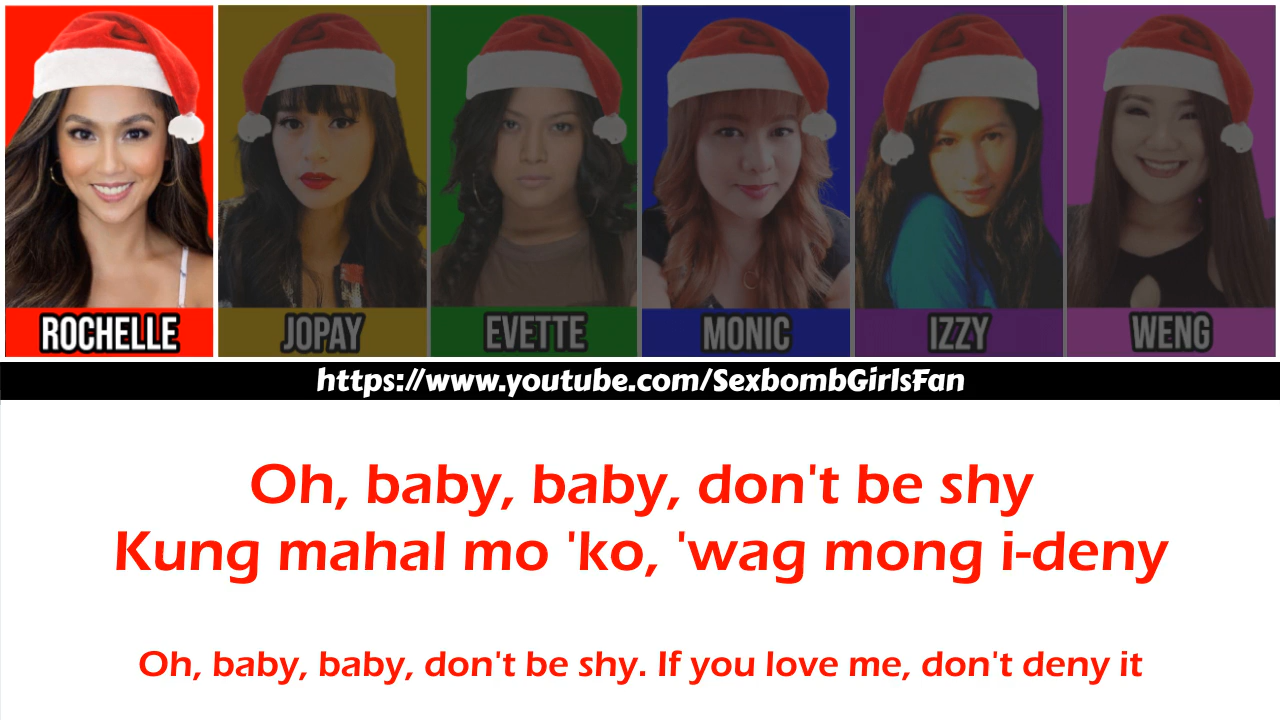 ROCHELLE JOPAY EVETTE MONIC IZZY WENG
https://www.youtube.com/SexbombGirlsFan
Oh, baby, baby, don't be shy
Kung mahal mo 'ko, 'wag mong i-deny
Oh, baby, baby, don't be shy. If you love me, don't deny it